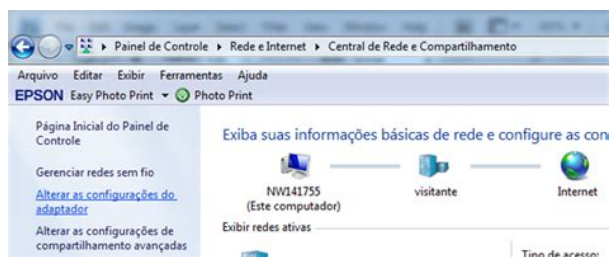 Painel de Controle ▸ Rede e Internet ▸ Central de Rede e Compartilhamento
Arquivo Editar Exibir Ferramentas Ajuda
EPSON Easy Photo Print Photo Print
Página Inicial do Painel de
Controle
Exiba suas informações básicas de rede e configure as con
Gerenciar redes sem fio
Alterar as configurações do
adaptador
NW141755
(Este computador)
visitante
Internet
Alterar as configurações de
compartilhamento avançadas
Exibir redes ativas
Tipo de acesso: